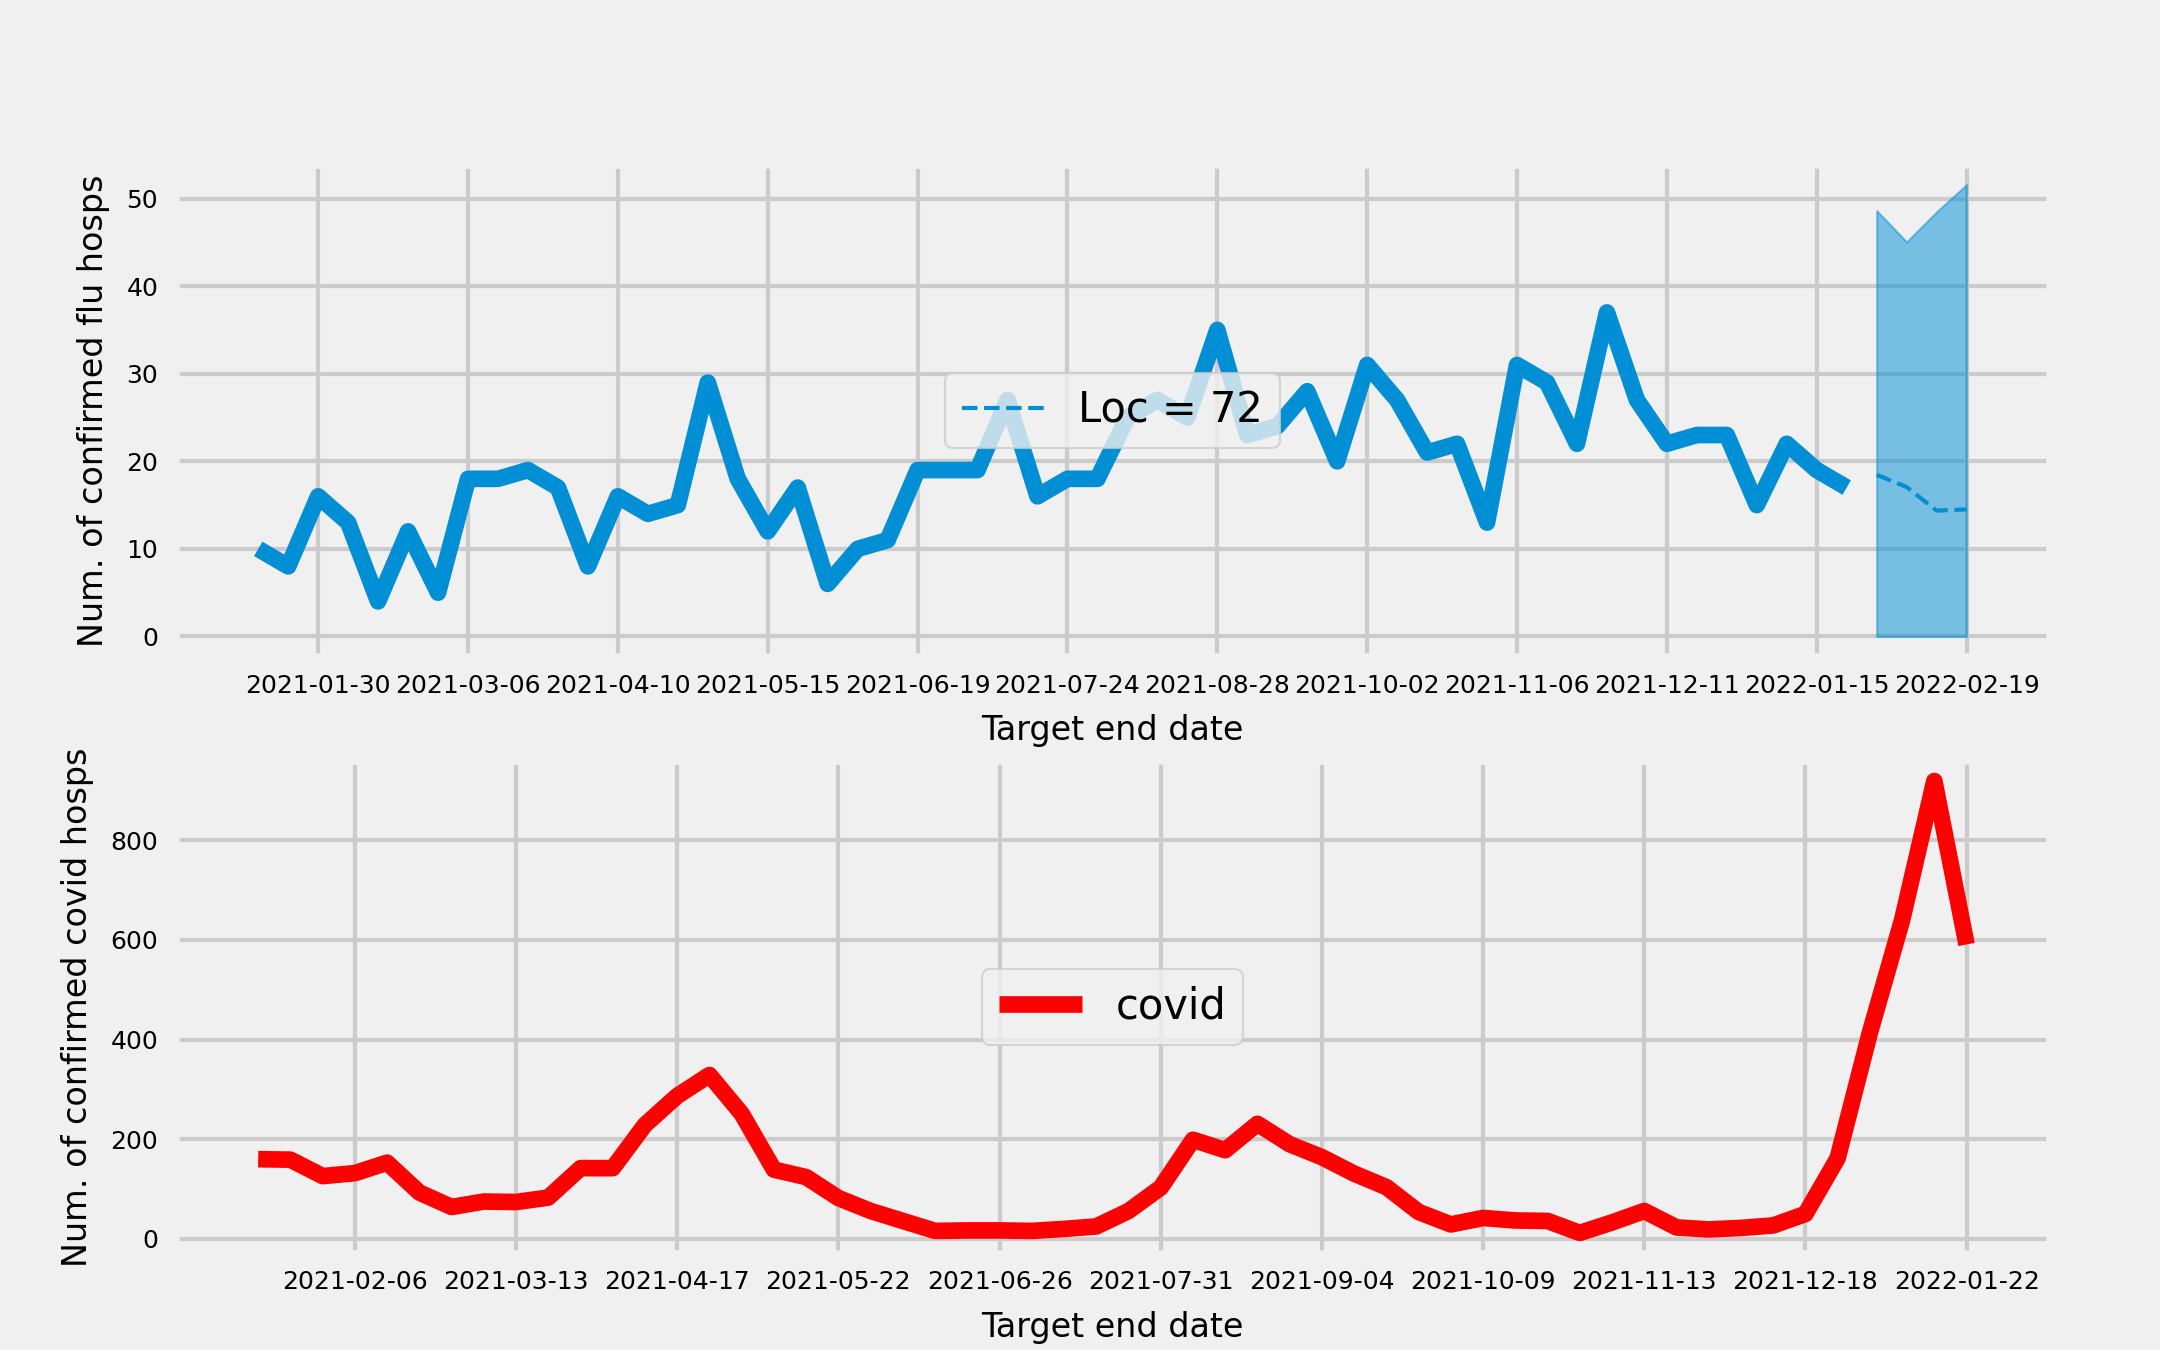 Num. of confirmed flu hosps
50
40
30
20
10
0
Loc = 72
2021-01-30 2021-03-06 2021-04-10 2021-05-15 2021-06-19 2021-07-24 2021-08-28 2021-10-02 2021-11-06 2021-12-11 2022-01-15 2022-02-19
Target end date
Num. of confirmed covid hosps
800
600
400
200
0
covid
2021-02-06 2021-03-13 2021-04-17 2021-05-22 2021-06-26 2021-07-31 2021-09-04 2021-10-09 2021-11-13 2021-12-18 2022-01-22
Target end date